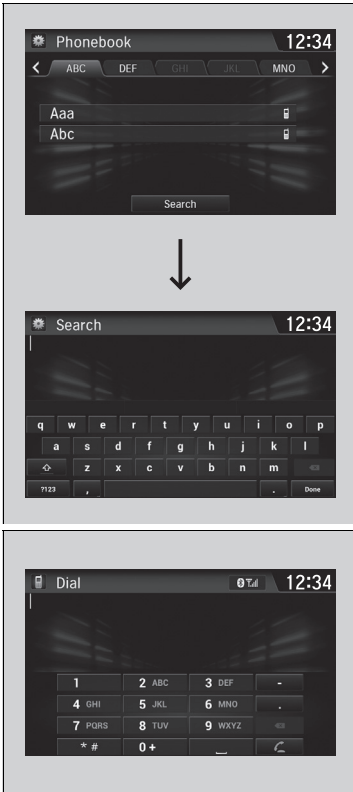 Phonebook 12:34
ABC DEF GHI JKL MNO
Aaa
Abc
Search
Search 12:34
q w e r t y u i o p
a s d f g h j k l
z x c v b n m
?123 , . Done
Dial 12:34
1 2 ABC 3 DEF -
4 GHI 5 JKL 6 MNO .
7 PQRS 8 TUV 9 WXYZ
* # 0 +